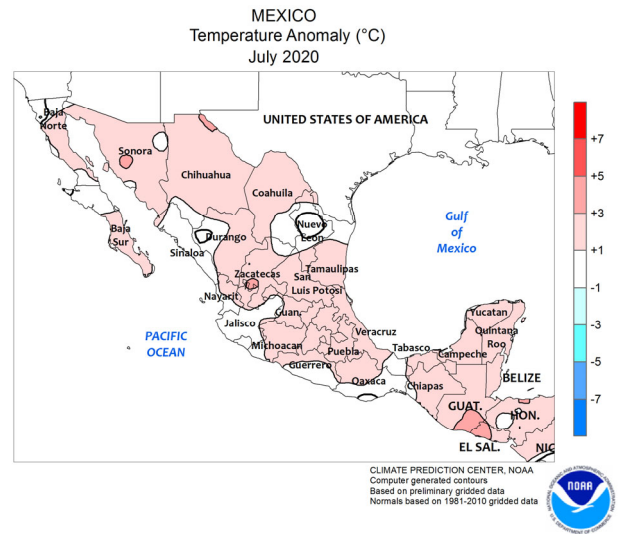 MEXICO
Temperature Anomaly (°C)
July 2020
UNITED STATES OF AMERICA
Baja
Norte
Sonora
Chihuahua
Coahuila
Baja
Sur
Sinaloa
Durango
Nuevo
Leon
Gulf
of
Mexico
Zacatecas
San
Luis Potosi
Tamaulipas
Nayarit
Jalisco
Guan.
Michoacan
Guerrero
Puebla
Veracruz
Oaxaca
Tabasco
Chiapas
Campeche
Yucatan
Quintana
Roo
BELIZE
GUAT.
HON.
EL SAL.
NIC
PACIFIC
OCEAN
+7
+5
+3
+1
-1
-3
-5
-7
CLIMATE PREDICTION CENTER, NOAA
Computer generated contours
Based on preliminary gridded data
Normals based on 1981-2010 gridded data
NOAA